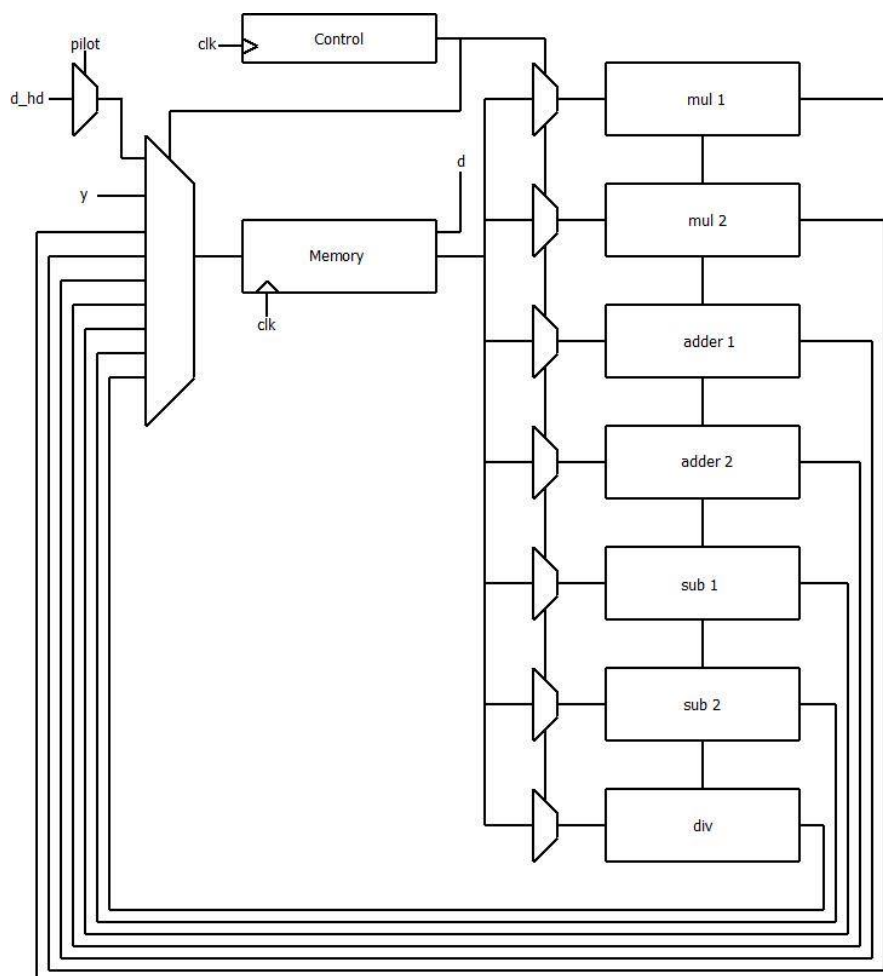 pilot
clk
Control
d_hd
mul 1
y
d
mul 2
Memory
clk
adder 1
adder 2
sub 1
sub 2
div